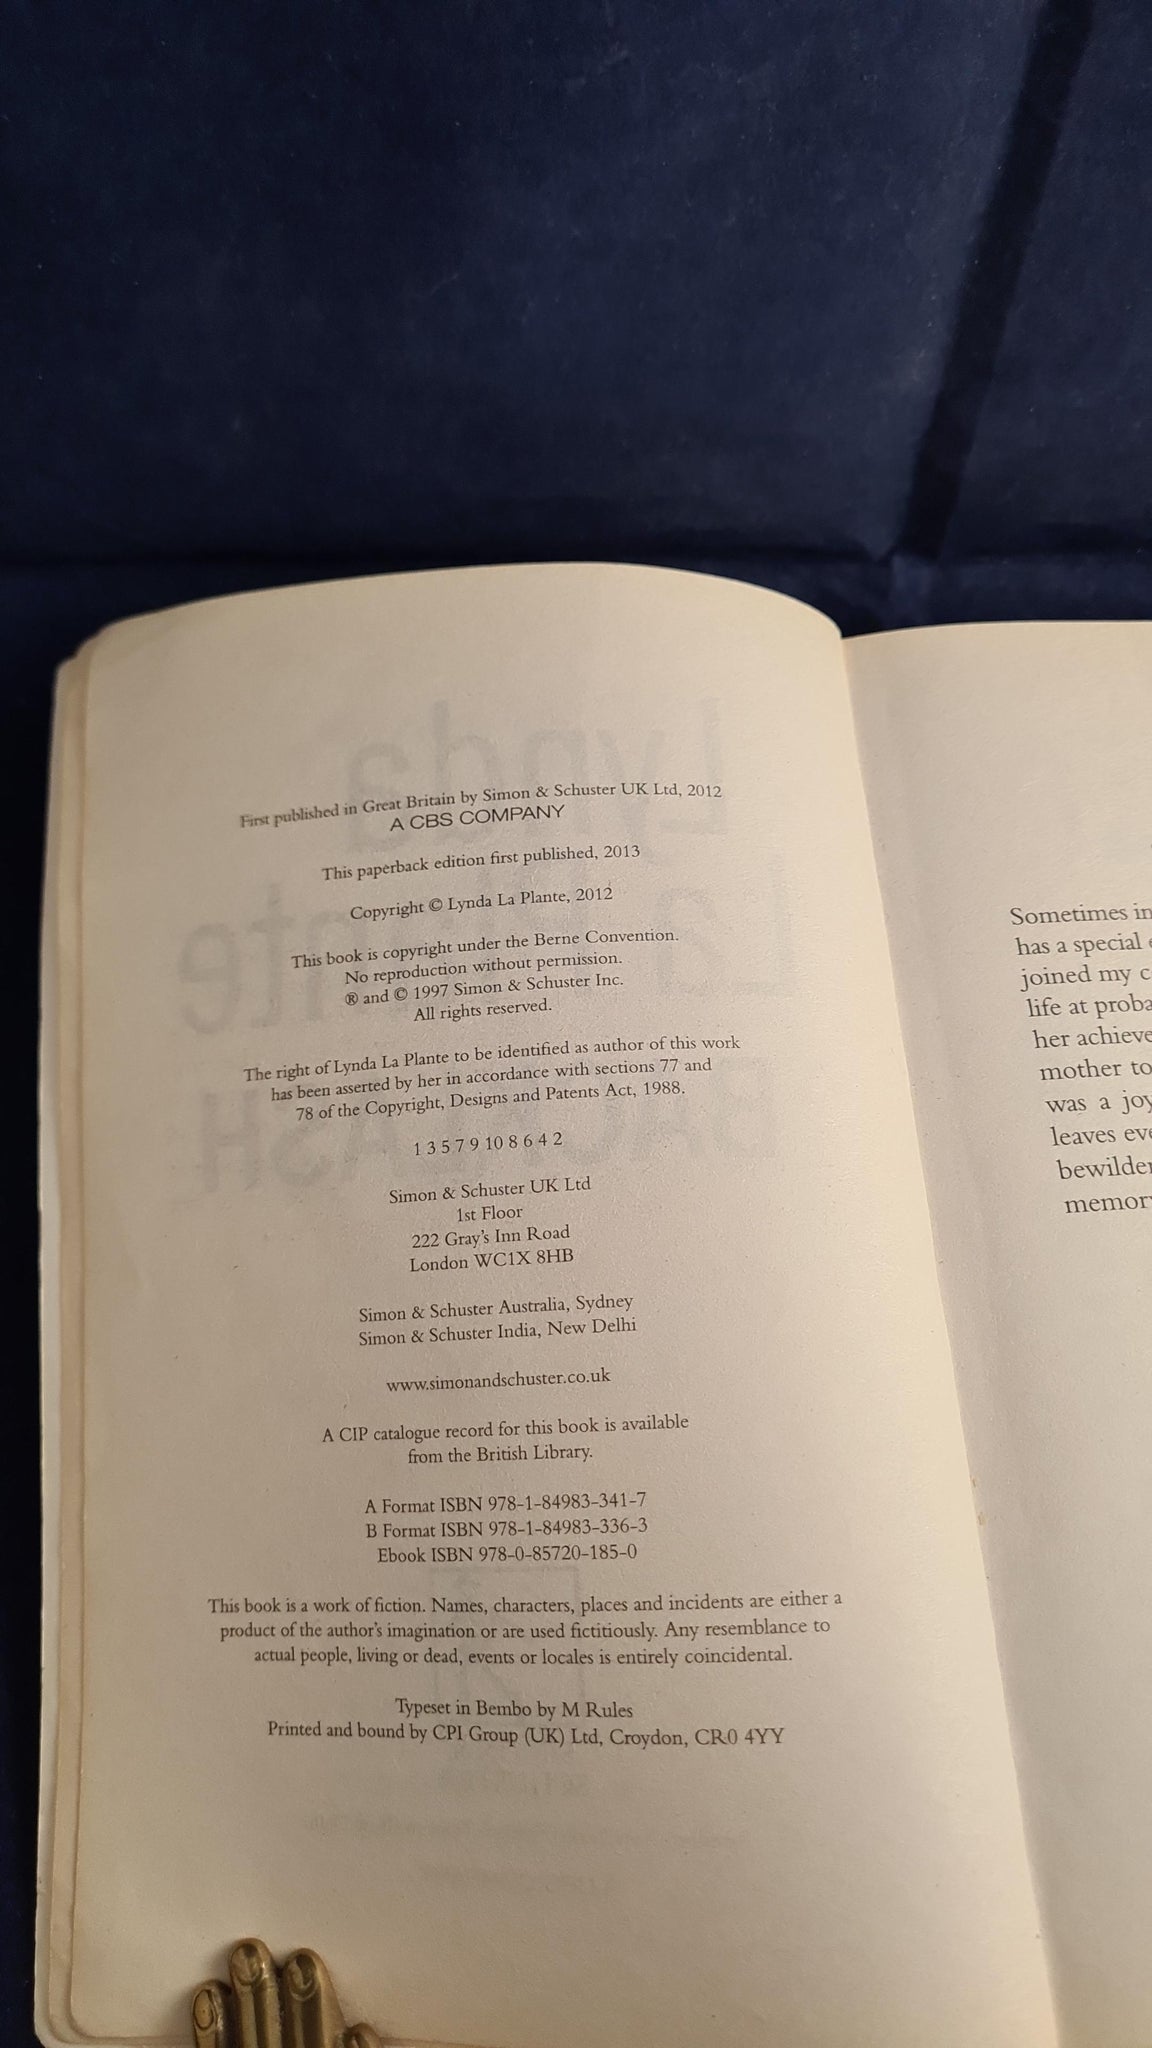 First published in Great Britain by Simon & Schuster UK Ltd, 2012
A CBS COMPANY
This paperback edition first published, 2013
Copyright © Lynda La Plante, 2012
This book is copyright under the Berne Convention.
No reproduction without permission.
® and © 1997 Simon & Schuster Inc.
All rights reserved.
The right of Lynda La Plante to be identified as author of this work
has been asserted by her in accordance with sections 77 and
78 of the Copyright, Designs and Patents Act, 1988.
1 3 5 7 9 10 8 6 4 2
Simon & Schuster UK Ltd
1st Floor
222 Gray's Inn Road
London WC1X 8HB
Simon & Schuster Australia, Sydney
Simon & Schuster India, New Delhi
www.simonandschuster.co.uk
A CIP catalogue record for this book is available
from the British Library.
A Format ISBN 978-1-84983-341-7
B Format ISBN 978-1-84983-336-3
Ebook ISBN 978-0-85720-185-0
This book is a work of fiction. Names, characters, places and incidents are either a
product of the author's imagination or are used fictitiously. Any resemblance to
actual people, living or dead, events or locales is entirely coincidental.
Typeset in Bembo by M Rules
Printed and bound by CPI Group (UK) Ltd, Croydon, CR0 4YY
Sometimes in
has a special
joined my
life at
her
mother to
was a
leaves